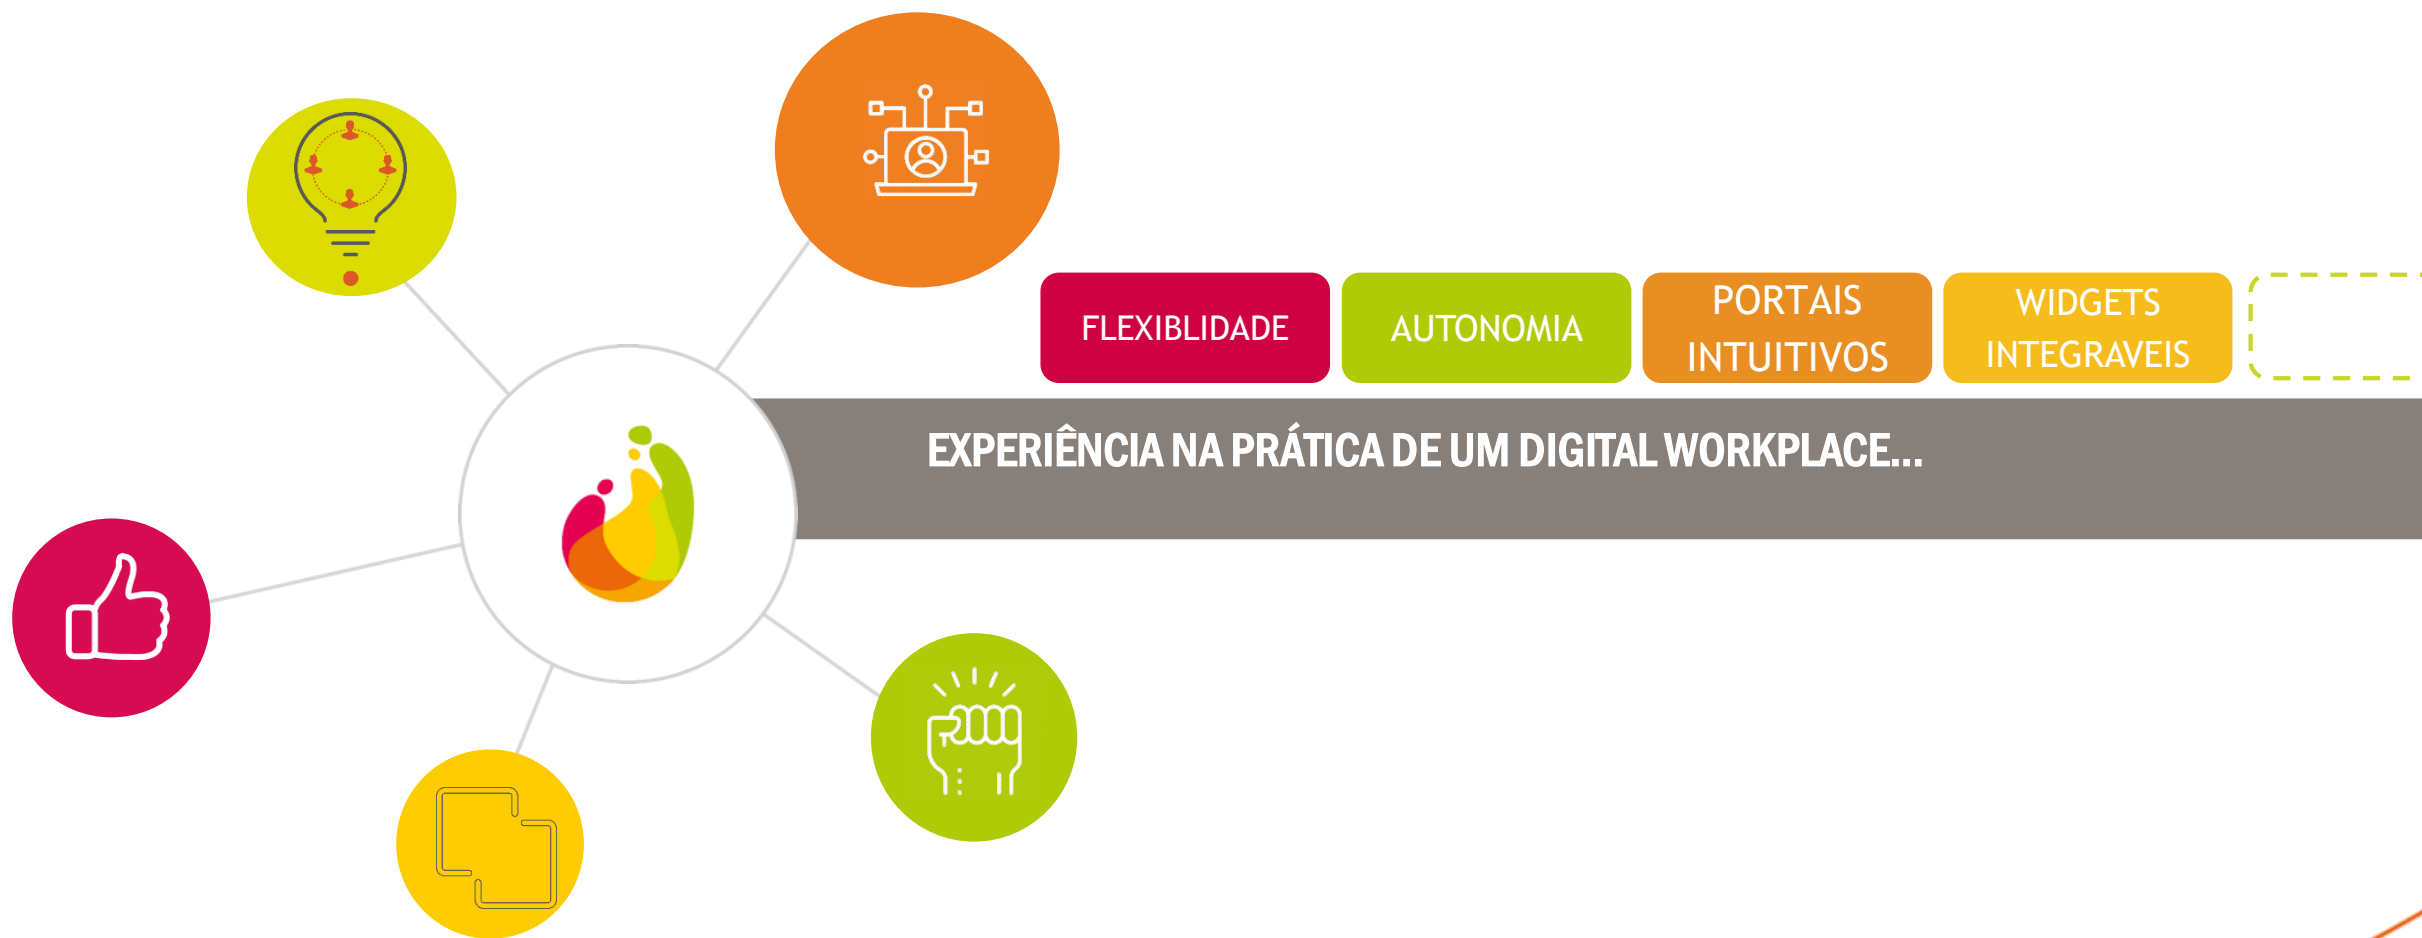 FLEXIBLIDADE
AUTONOMIA
PORTAIS
INTUITIVOS
WIDGETS
INTEGRAVEIS
EXPERIÊNCIA NA PRÁTICA DE UM DIGITAL WORKPLACE...